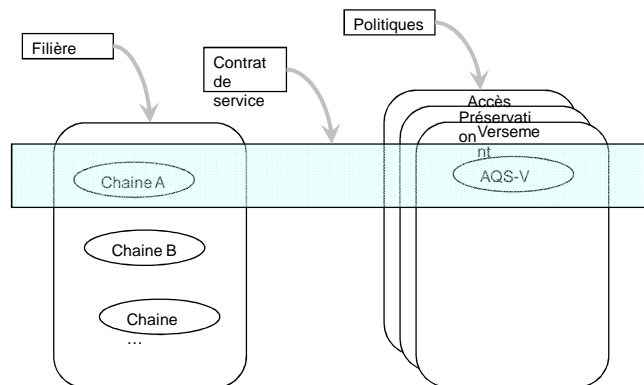 Politiques
Filière
Contrat
de
service
Accès
Préservati
on
Verseme
nt
Chaine A
AQS-V
Chaine B
Chaine
…